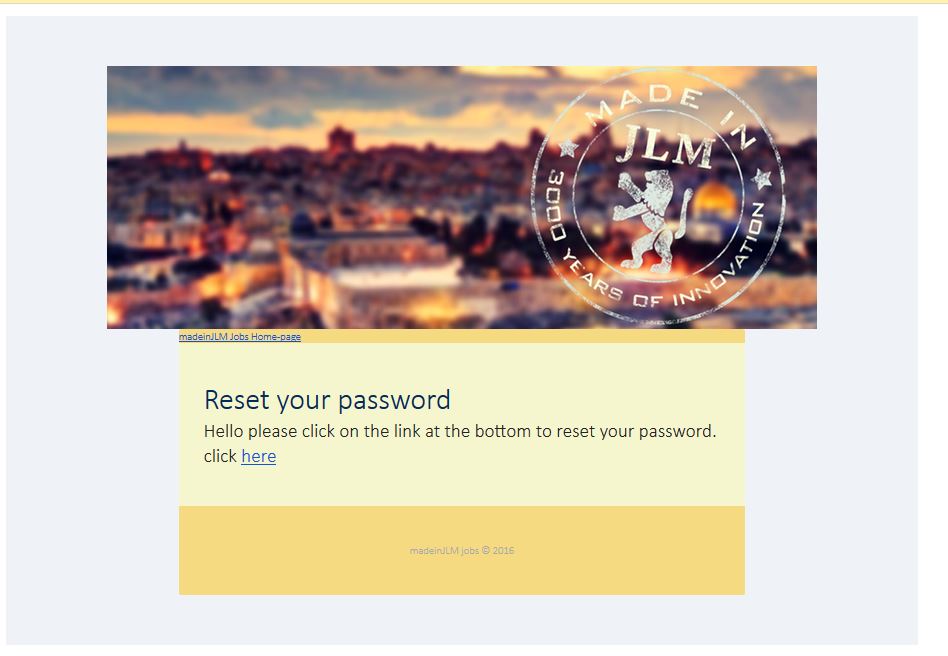 MADE IN
JLM
3000 YEARS OF INNOVATION
madeinJLM Jobs Home-page
Reset your password
Hello please click on the link at the bottom to reset your password.
click here
madeinJLM jobs © 2016